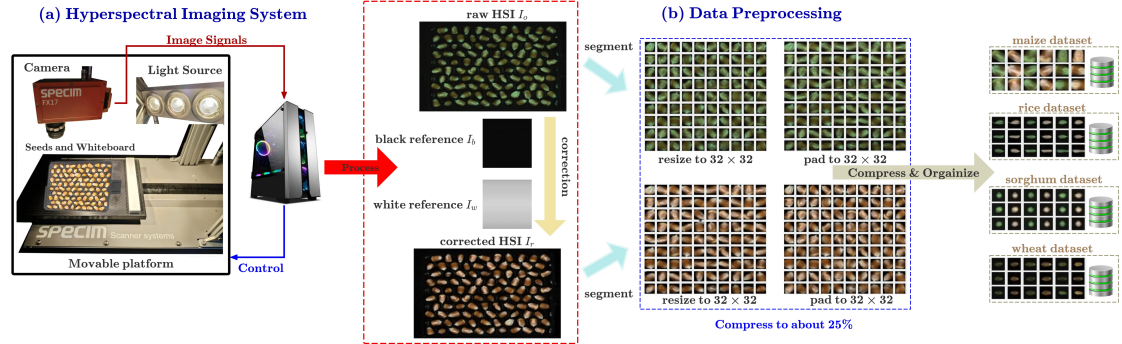 (a) Hyperspectral Imaging System
Image Signals
Camera
SPECIM
FX17
Light Source
Seeds and Whiteboard
SPECIM Scanner systems
Movable platform
Control
Process
raw HSI I_o
black reference I_b
correction
white reference I_w
corrected HSI I_r
(b) Data Preprocessing
segment
resize to 32 × 32
pad to 32 × 32
segment
resize to 32 × 32
pad to 32 × 32
Compress to about 25%
Compress & Orgainize
maize dataset
rice dataset
sorghum dataset
wheat dataset